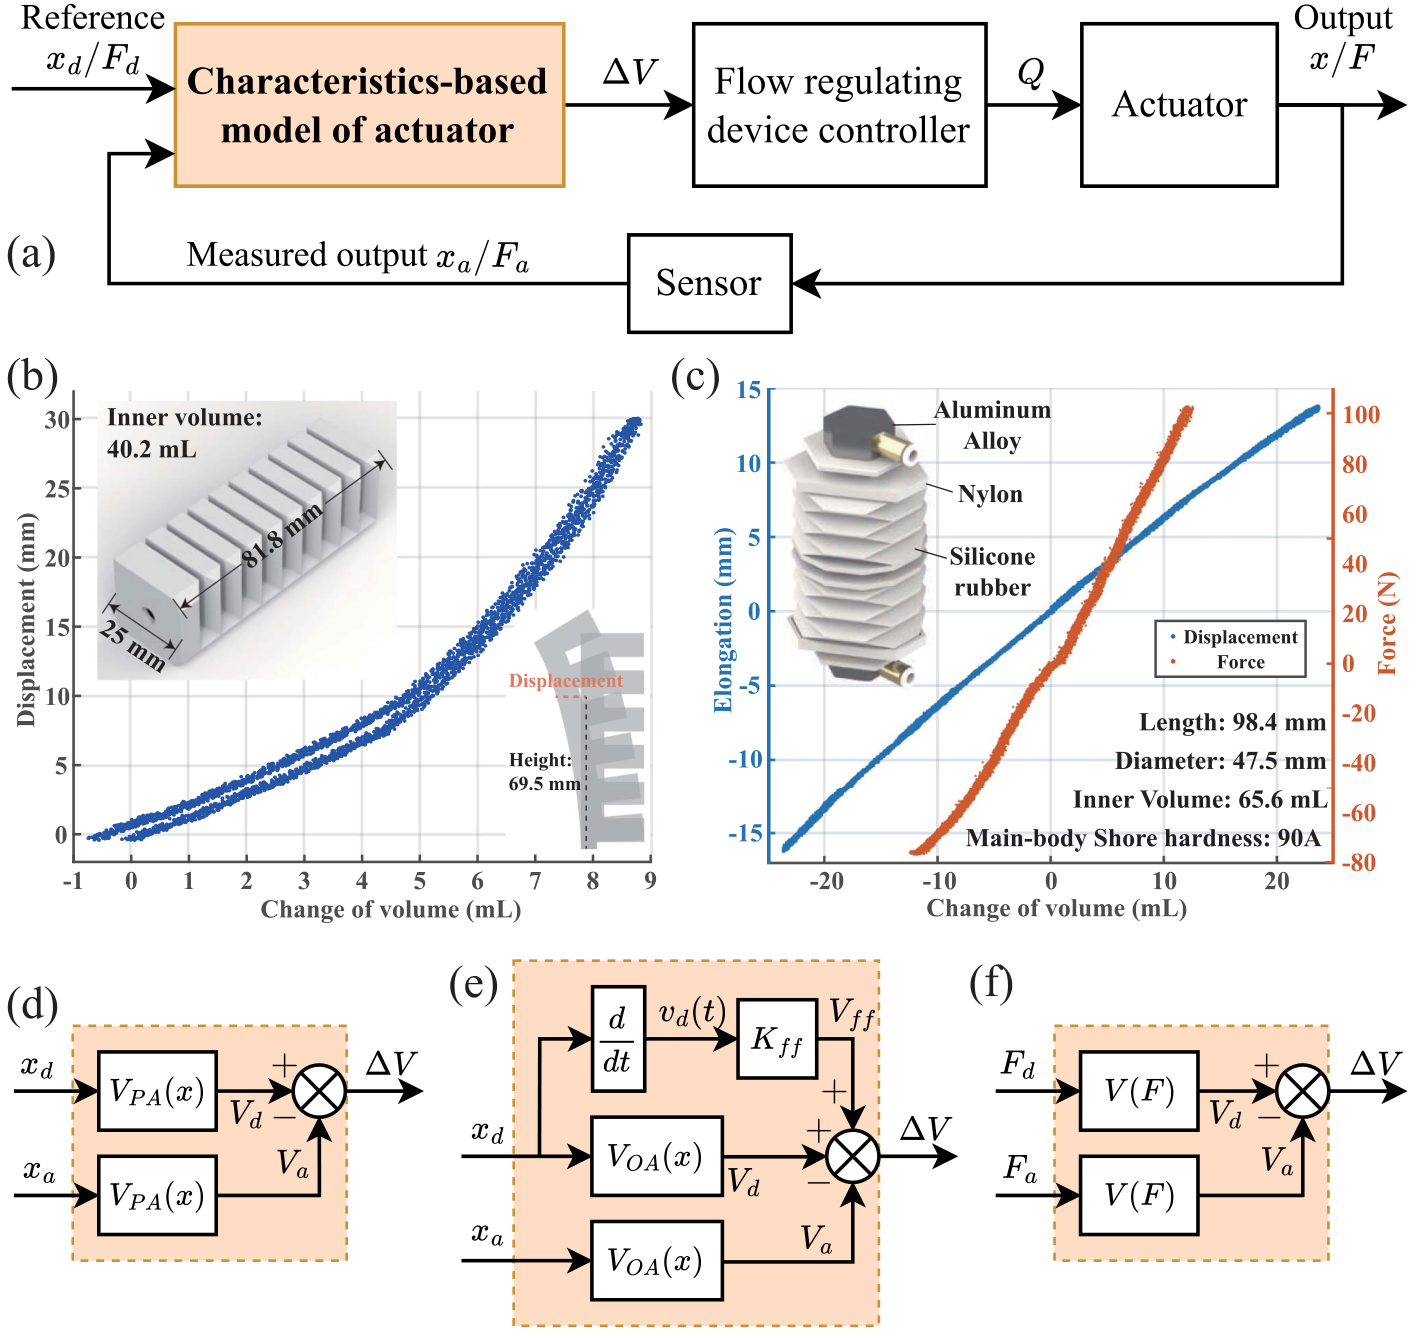 Reference
x_d/F_d
Characteristics-based
model of actuator
ΔV
Flow regulating
device controller
Q
Actuator
Output
x/F
(a)
Measured output x_a/F_a
Sensor
(b)
Inner volume:
40.2 mL
81.8 mm
25 mm
Displacement
Height:
69.5 mm
Displacement (mm)
30
25
20
15
10
5
0
-1 0 1 2 3 4 5 6 7 8 9
Change of volume (mL)
(c)
Aluminum
Alloy
Nylon
Silicone
rubber
Displacement
Force
Length: 98.4 mm
Diameter: 47.5 mm
Inner Volume: 65.6 mL
Main-body Shore hardness: 90A
Elongation (mm)
15
10
5
0
-5
-10
-15
Force (N)
100
80
60
40
20
0
-20
-40
-60
-80
-20 -10 0 10 20
Change of volume (mL)
(d)
x_d
V_{PA}(x)
V_d
+
−
ΔV
x_a
V_{PA}(x)
V_a
(e)
d
dt
v_d(t)
K_{ff}
V_{ff}
+
x_d
V_{OA}(x)
V_d
+
−
ΔV
x_a
V_{OA}(x)
V_a
(f)
F_d
V(F)
V_d
+
−
ΔV
F_a
V(F)
V_a